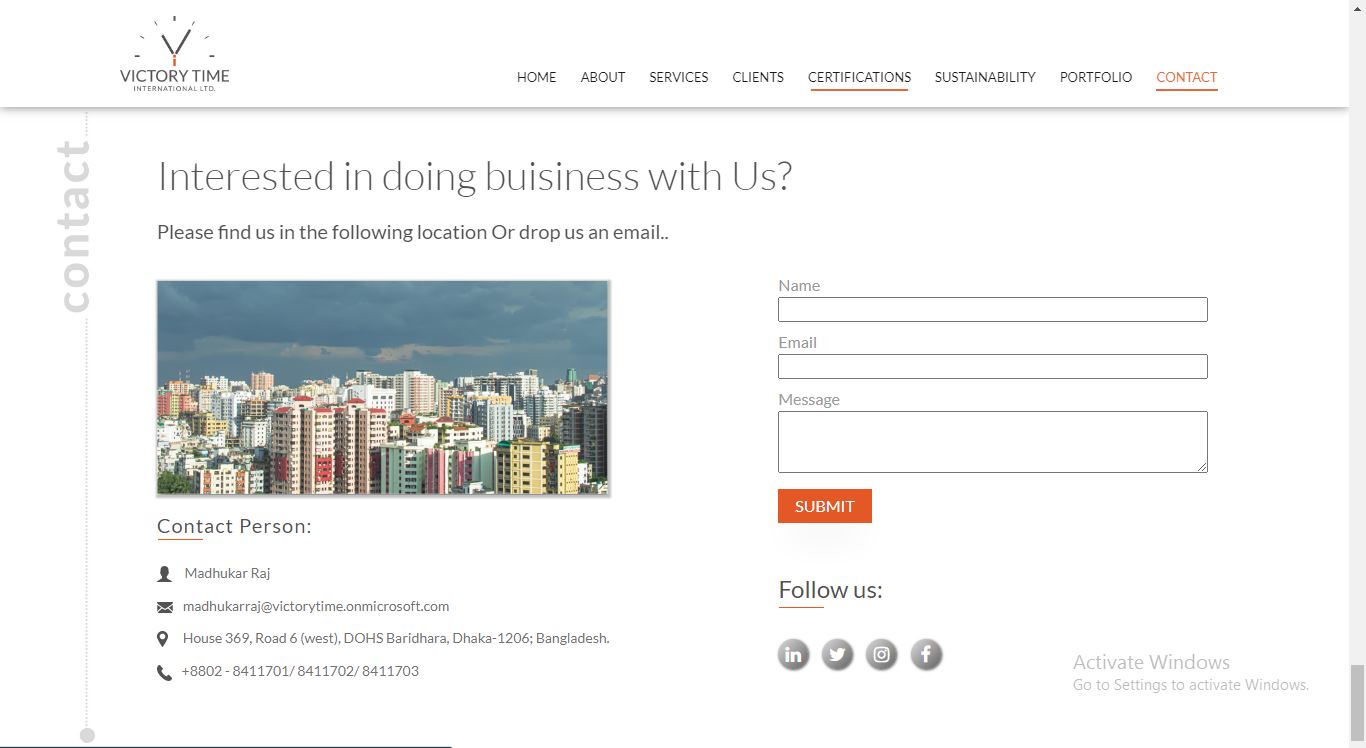 VICTORY TIME
INTERNATIONAL LTD.
HOME ABOUT SERVICES CLIENTS CERTIFICATIONS SUSTAINABILITY PORTFOLIO CONTACT
contact
Interested in doing buisiness with Us?
Please find us in the following location Or drop us an email..
Contact Person:
Madhukar Raj
madhukarraj@victorytime.onmicrosoft.com
House 369, Road 6 (west), DOHS Baridhara, Dhaka-1206; Bangladesh.
+8802 - 8411701/ 8411702/ 8411703
Name
Email
Message
SUBMIT
Follow us:
in
f
Activate Windows
Go to Settings to activate Windows.